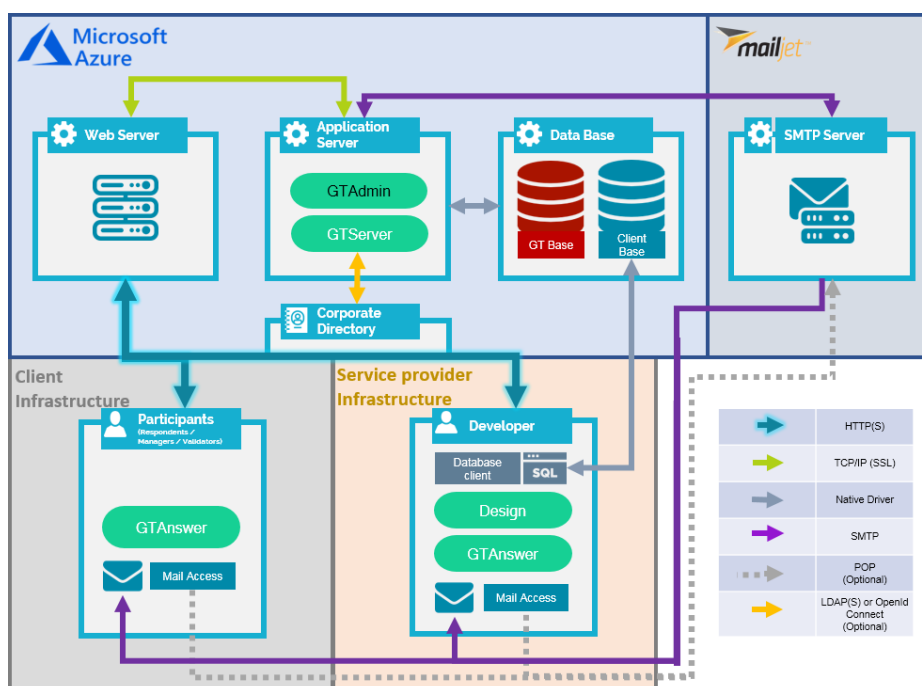 Microsoft
Azure
mailjet
Web Server
Application
Server
Data Base
SMTP Server
GTAdmin
GTServer
GT Base
Client
Base
Corporate
Directory
Client
Infrastructure
Service provider
Infrastructure
Participants
(Respondents /
Managers / Validators)
Developer
Database
client
SQL
Design
GTAnswer
GTAnswer
Mail Access
Mail Access
HTTP(S)
TCP/IP (SSL)
Native Driver
SMTP
POP
(Optional)
LDAP(S) or OpenId
Connect
(Optional)